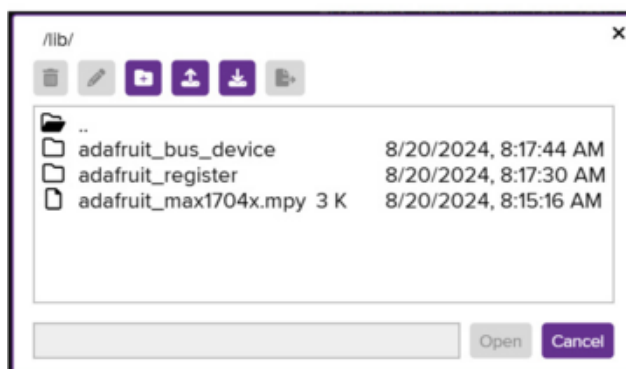 /lib/
..
adafruit_bus_device 8/20/2024, 8:17:44 AM
adafruit_register 8/20/2024, 8:17:30 AM
adafruit_max1704x.mpy 3 K 8/20/2024, 8:15:16 AM
Open Cancel